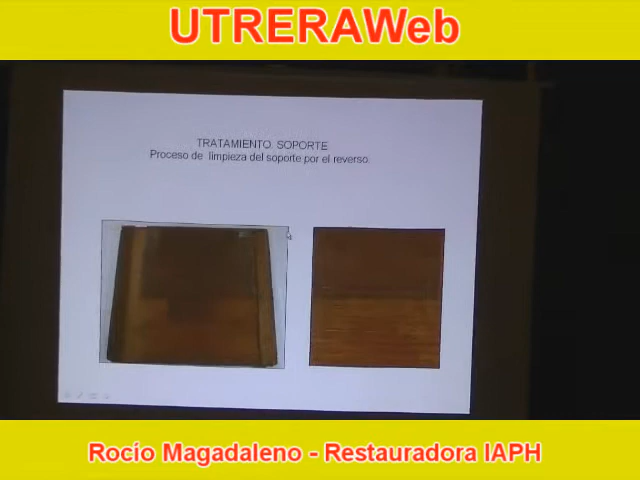 UTRERAWeb
TRATAMIENTO SOPORTE
Proceso de limpieza del soporte por el reverso.
Rocío Magadaleno - Restauradora IAPH